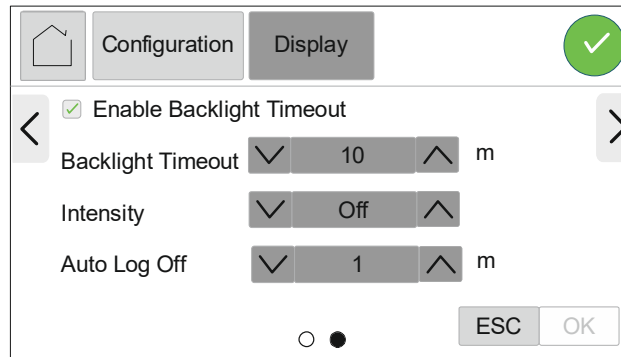 Configuration Display
Enable Backlight Timeout
Backlight Timeout 10 m
Intensity Off
Auto Log Off 1 m
ESC OK